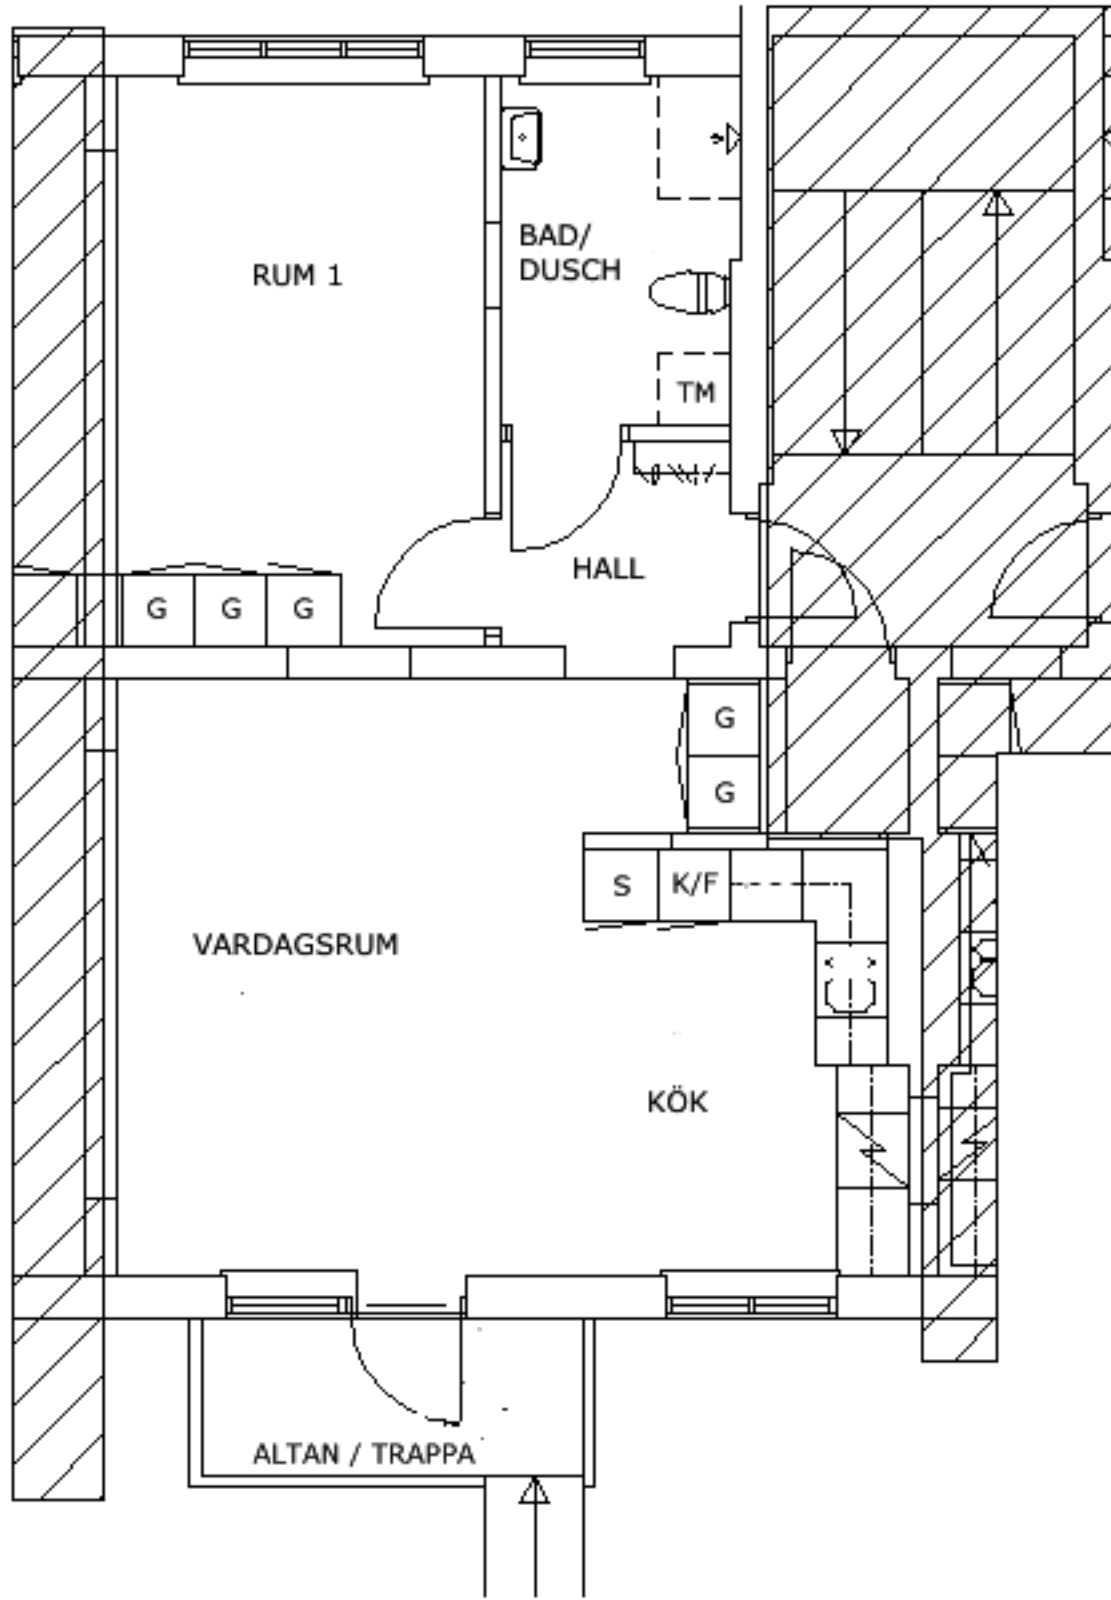 BAD/
DUSCH
RUM 1
TM
HALL
G G G
G
G
S K/F
VARDAGSRUM
KÖK
ALTAN / TRAPPA